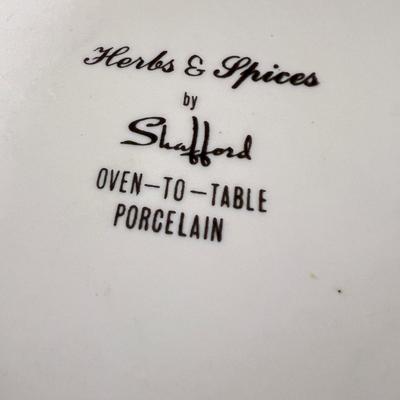 Herbs & Spices
by
Shafford
OVEN-TO-TABLE
PORCELAIN